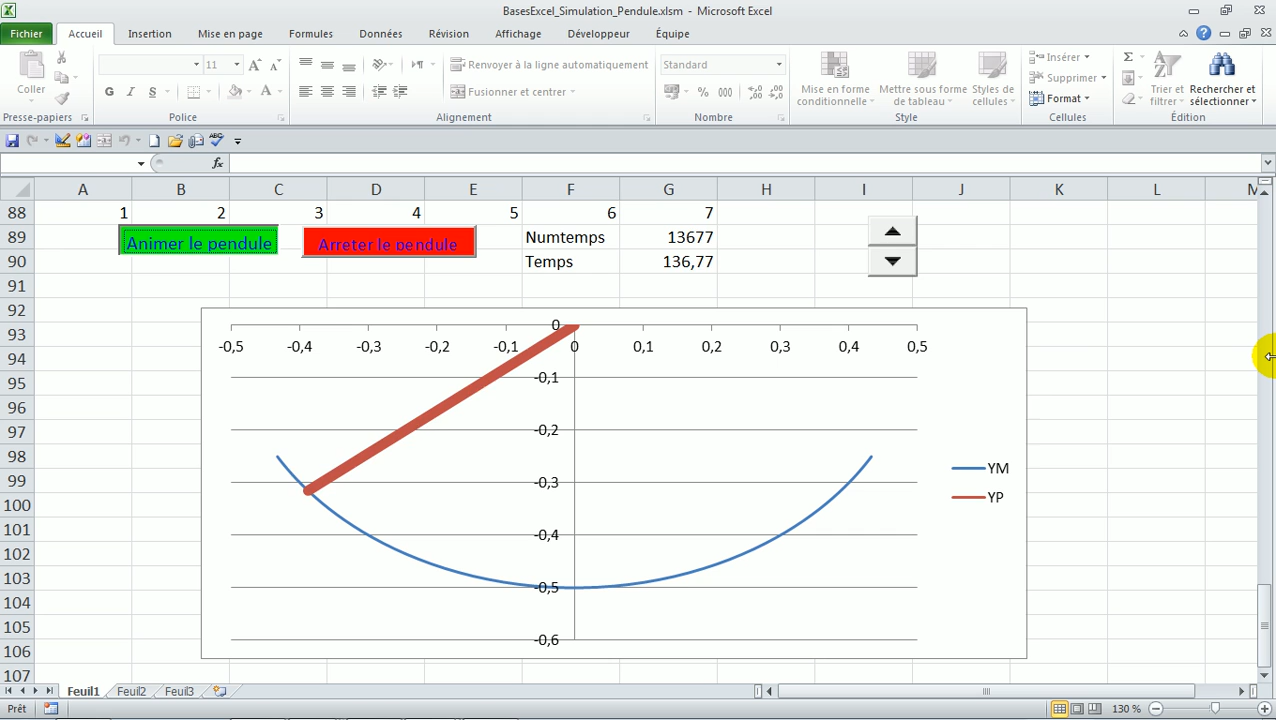 BasesExcel_Simulation_Pendule.xlsm - Microsoft Excel
Fichier Accueil Insertion Mise en page Formules Données Révision Affichage Développeur Équipe
Coller
Presse-papiers
11
G I S
Police
Renvoyer à la ligne automatiquement
Fusionner et centrer
Alignement
Standard
% 000
Nombre
Mise en forme conditionnelle
Mettre sous forme de tableau
Styles de cellules
Style
Insérer
Supprimer
Format
Cellules
Σ
Trier et filtrer
Rechercher et sélectionner
Édition
fx
A B C D E F G H I J K L M
88 1 2 3 4 5 6 7
89 Animer le pendule Arreter le pendule Numtemps 13677
90 Temps 136,77
91
92
93
94
95
96
97
98
99
100
101
102
103
104
105
106
107
0
-0,5 -0,4 -0,3 -0,2 -0,1 0 0,1 0,2 0,3 0,4 0,5
-0,1
-0,2
-0,3
-0,4
-0,5
-0,6
YM
YP
Feuil1 Feuil2 Feuil3
Prêt 130 %